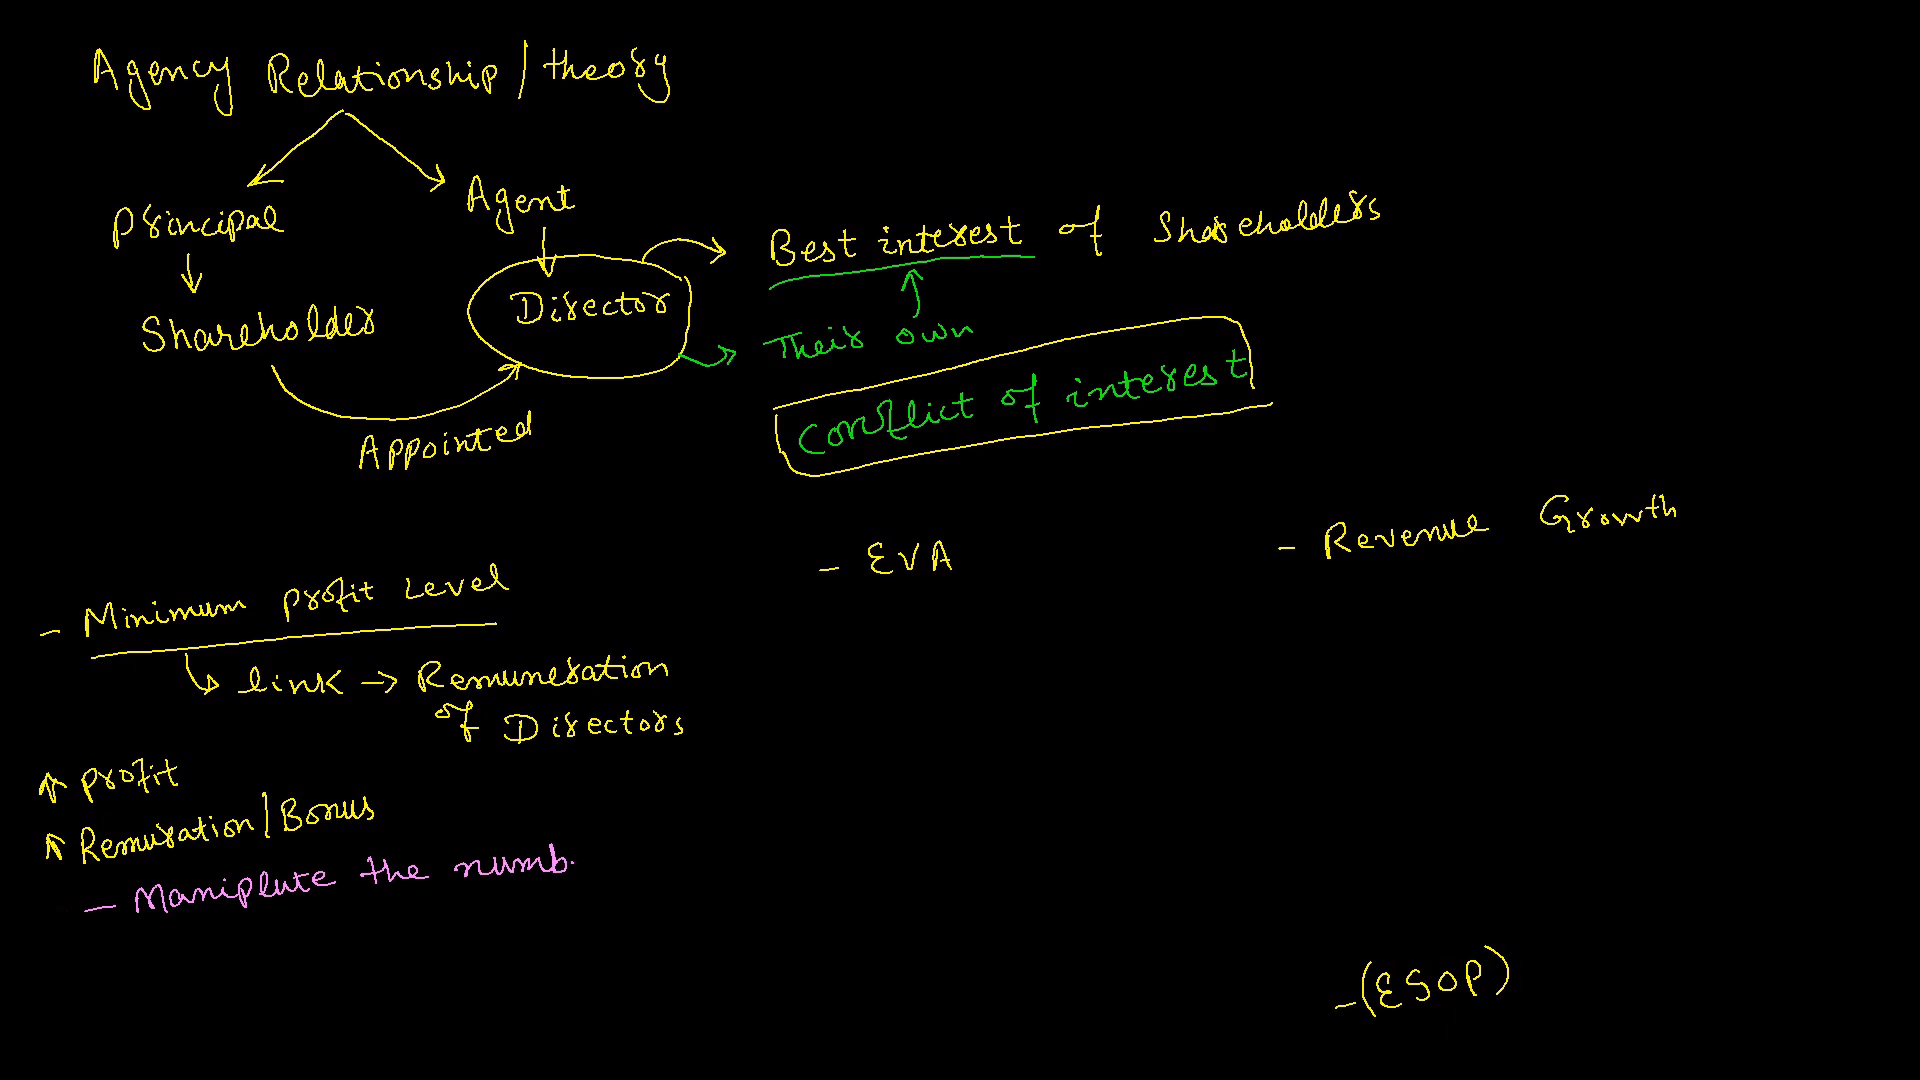 Agency Relationship/theory
Principal
Agent
Shareholder
Director
Appointed
Best interest of Shareholders
Their own
Conflict of interest
- Minimum profit Level
link → Remuneration
of Directors
↑ profit
↑ Remuration/Bonus
- Maniplute the numb.
- EVA
- Revenue Growth
- (ESOP)